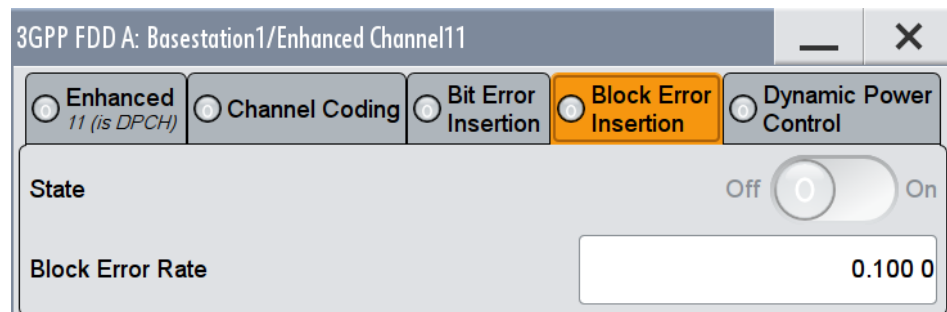 3GPP FDD A: Basestation1/Enhanced Channel11
Enhanced
11 (is DPCH)
Channel Coding
Bit Error
Insertion
Block Error
Insertion
Dynamic Power
Control
State
Off
0
On
Block Error Rate
0.100 0